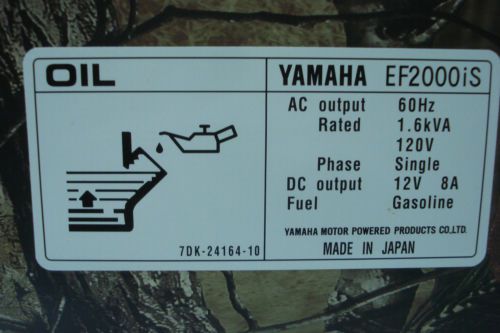 OIL
7DK-24164-10
YAMAHA EF2000iS
AC output 60Hz
Rated 1.6kVA
120V
Phase Single
DC output 12V 8A
Fuel Gasoline
YAMAHA MOTOR POWERED PRODUCTS CO.,LTD.
MADE IN JAPAN